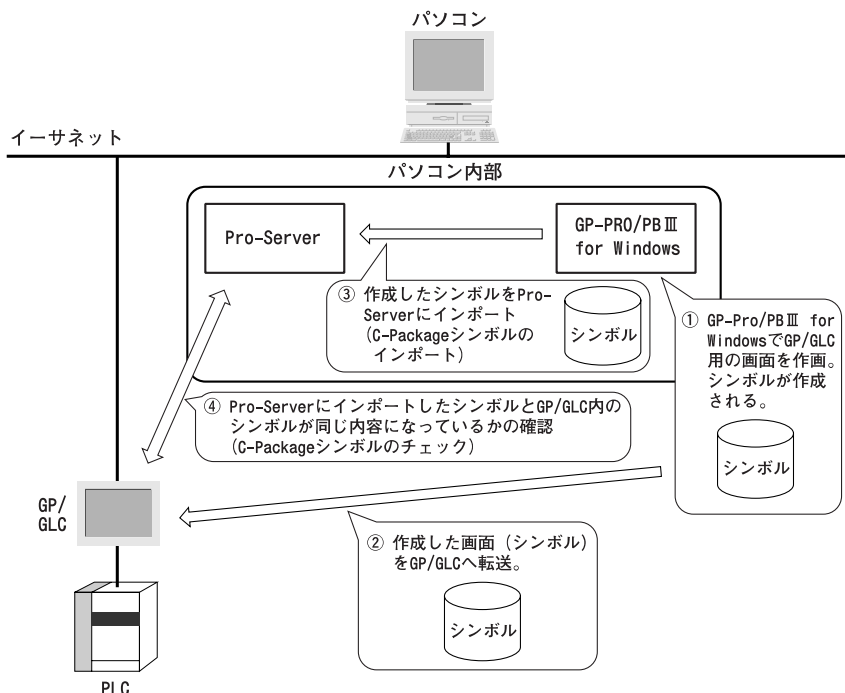 パソコン
イーサネット
パソコン内部
Pro-Server
GP-PRO/PBⅢ
for Windows
③ 作成したシンボルをPro-
Serverにインポート
(C-Packageシンボルの
インポート)
シンボル
① GP-Pro/PBⅢ for
WindowsでGP/GLC
用の画面を作画。
シンボルが作成
される。
シンボル
④ Pro-ServerにインポートしたシンボルとGP/GLC内の
シンボルが同じ内容になっているかの確認
(C-Packageシンボルのチェック)
GP/
GLC
② 作成した画面（シンボル）
をGP/GLCへ転送。
シンボル
PLC